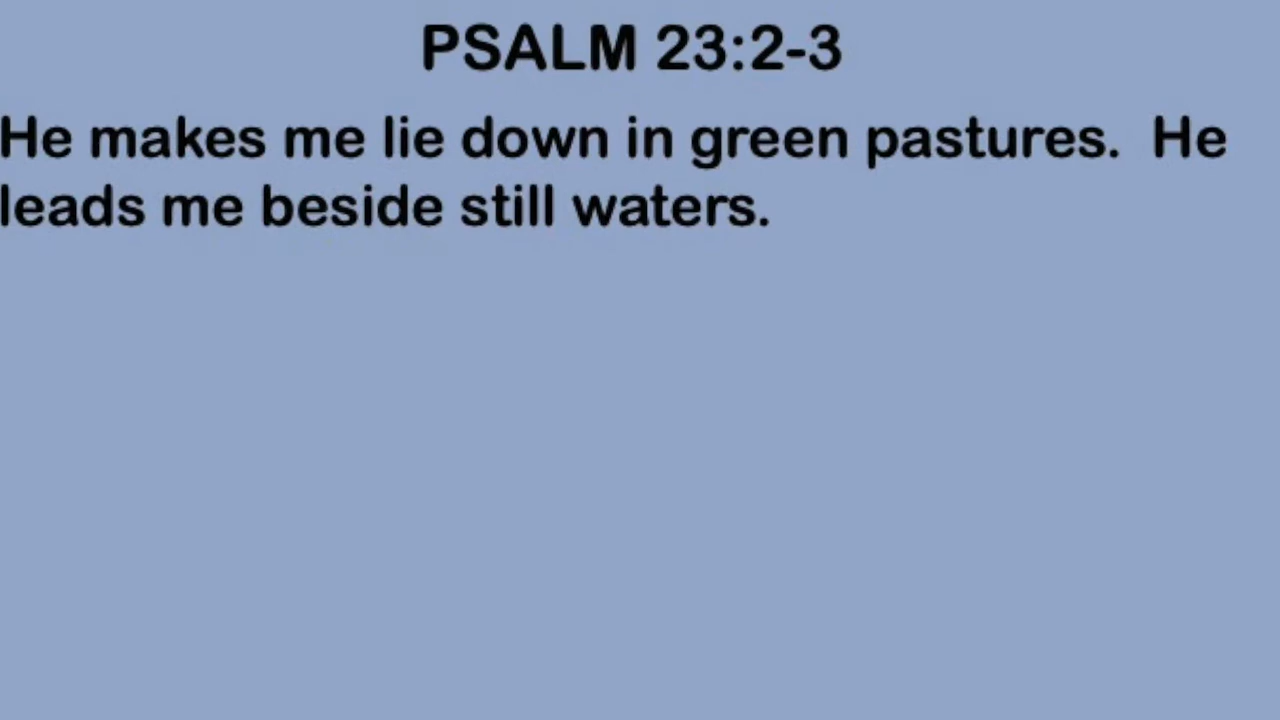 PSALM 23:2-3
He makes me lie down in green pastures.  He
leads me beside still waters.